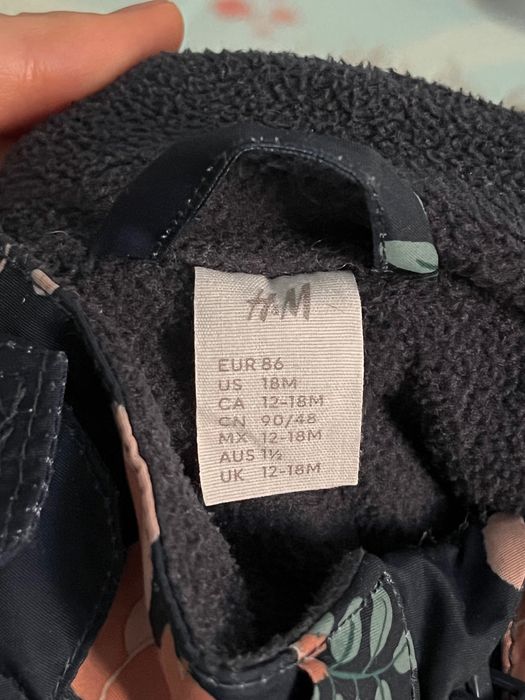 H&M
EUR 86
US 18M
CA 12-18M
CN 90/48
MX 12-18M
AUS 1½
UK 12-18M